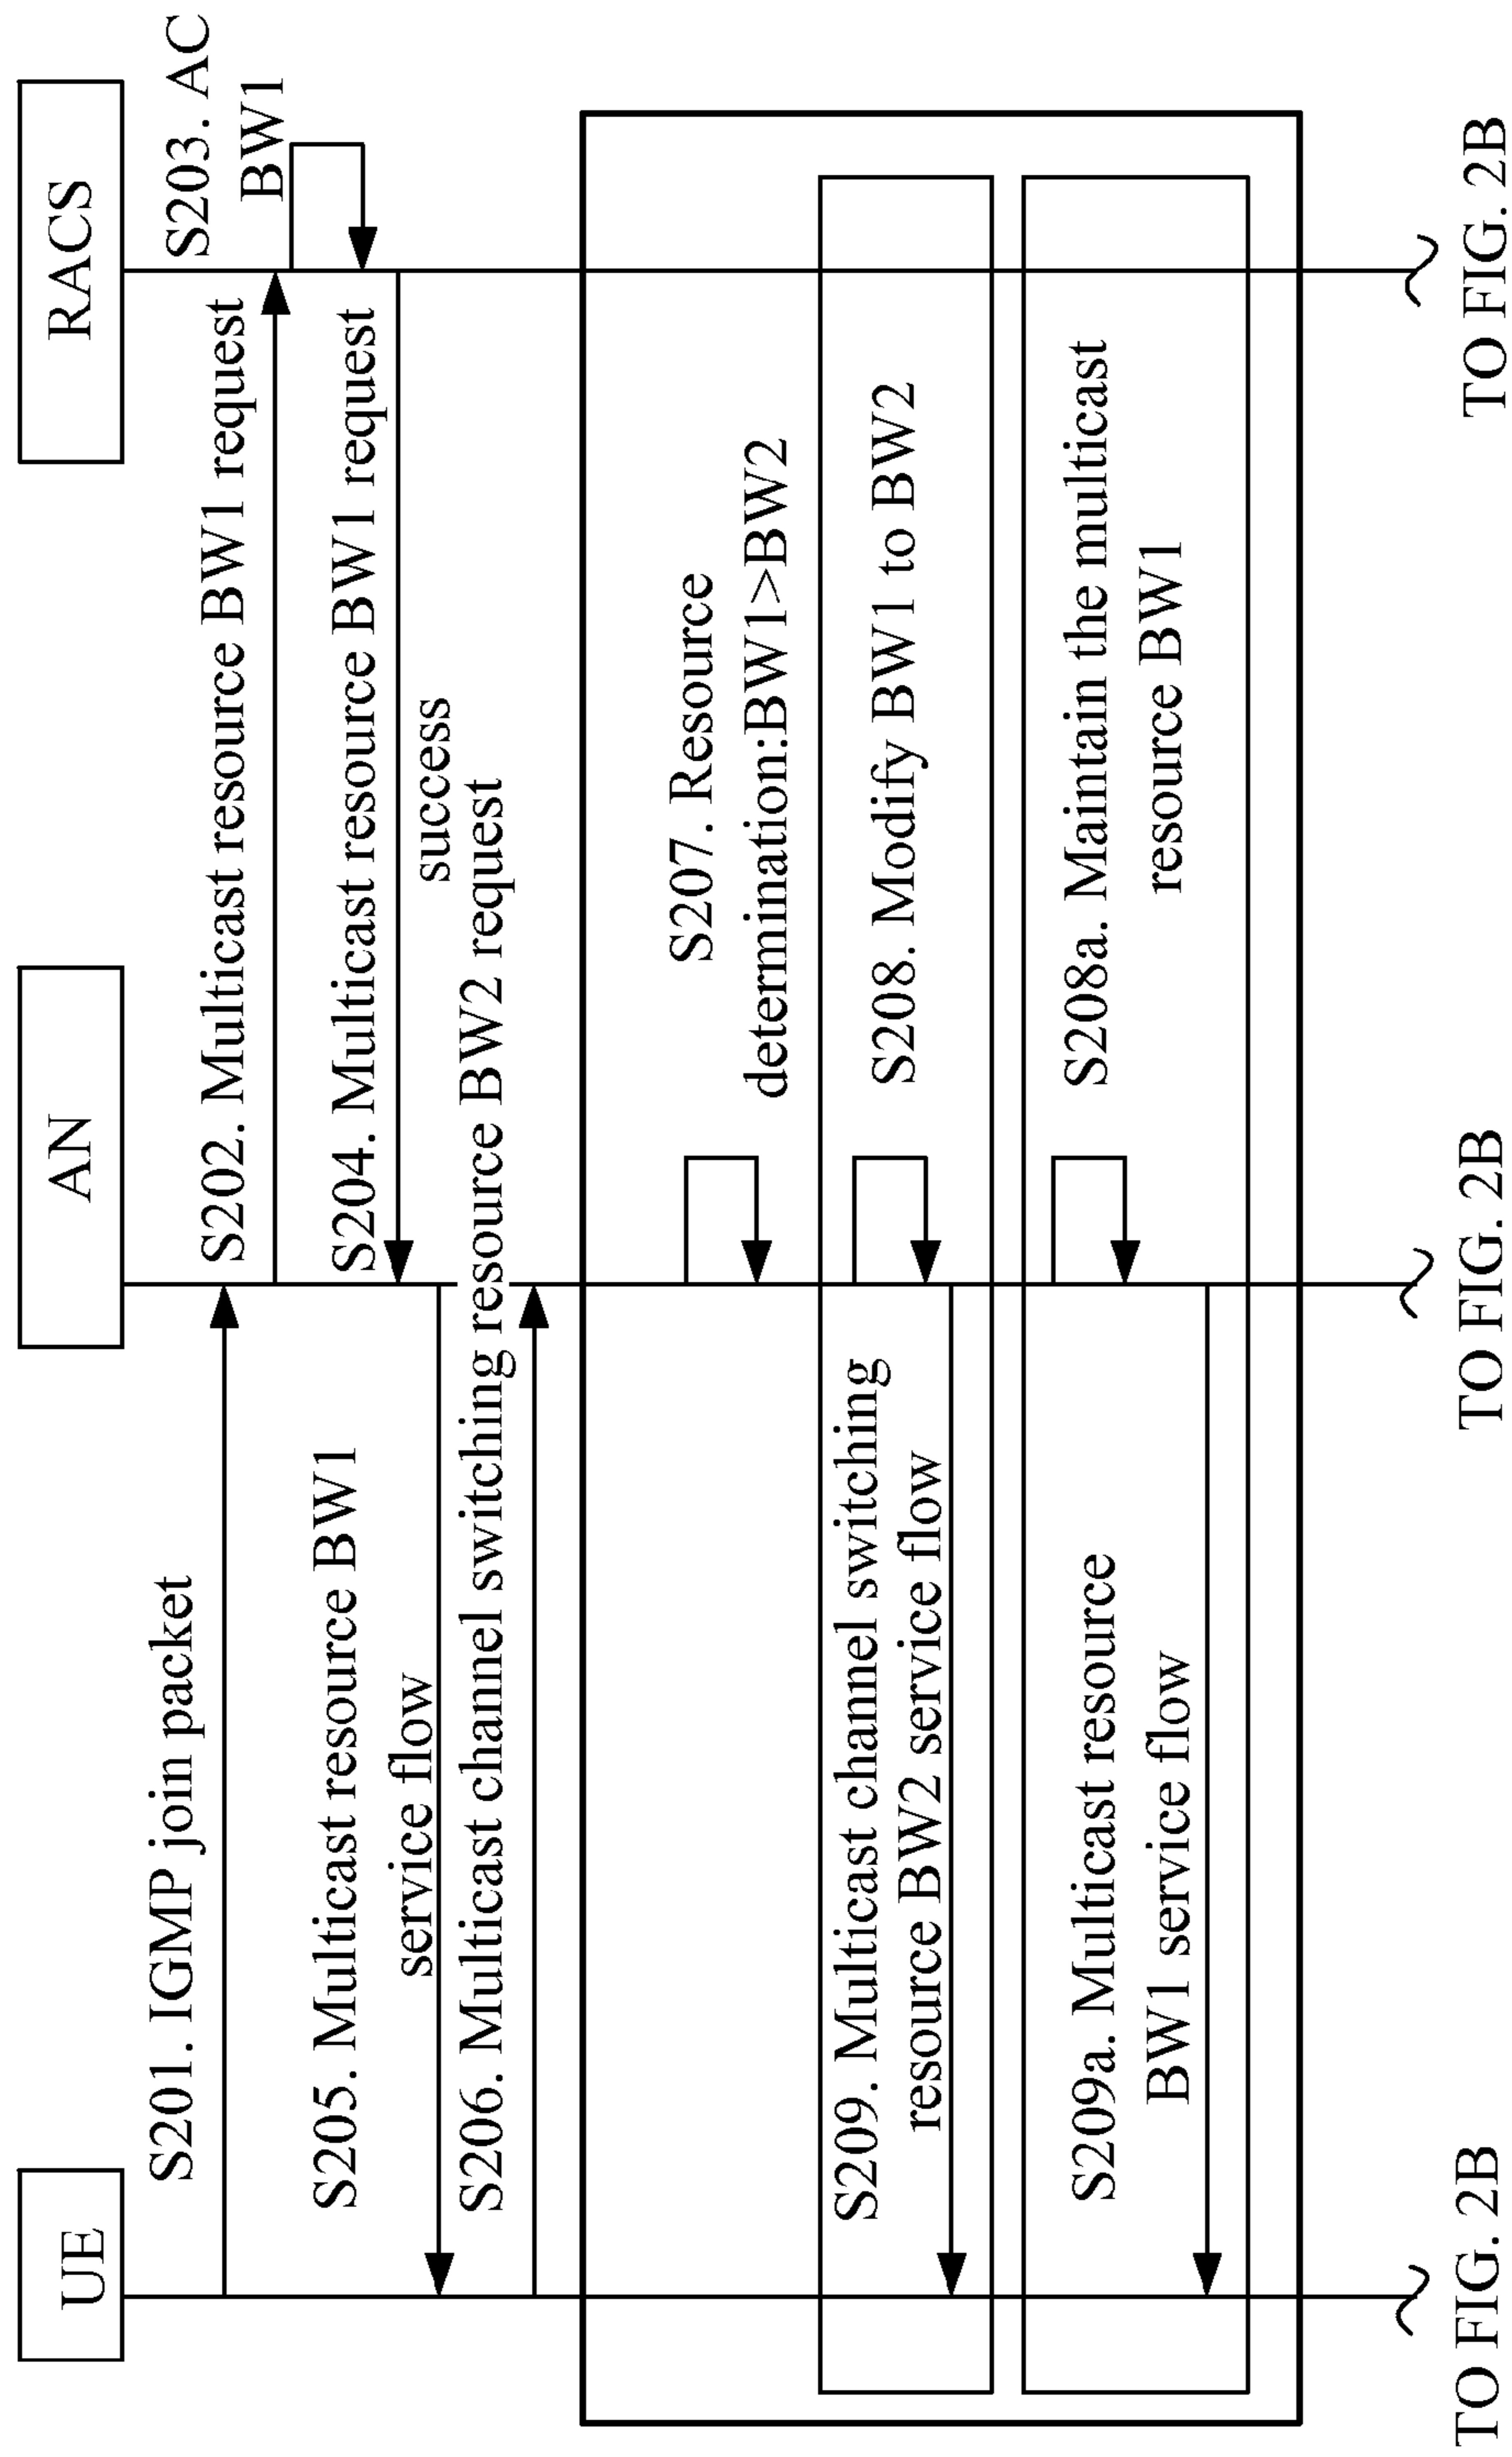 UE
AN
RACS
S201. IGMP join packet
S202. Multicast resource BW1 request
S203. AC
BW1
S204. Multicast resource BW1 request
success
S205. Multicast resource BW1
service flow
S206. Multicast channel switching resource BW2 request
S207. Resource
determination:BW1>BW2
S208. Modify BW1 to BW2
S209. Multicast channel switching
resource BW2 service flow
S208a. Maintain the multicast
resource BW1
S209a. Multicast resource
BW1 service flow
TO FIG. 2B
TO FIG. 2B
TO FIG. 2B